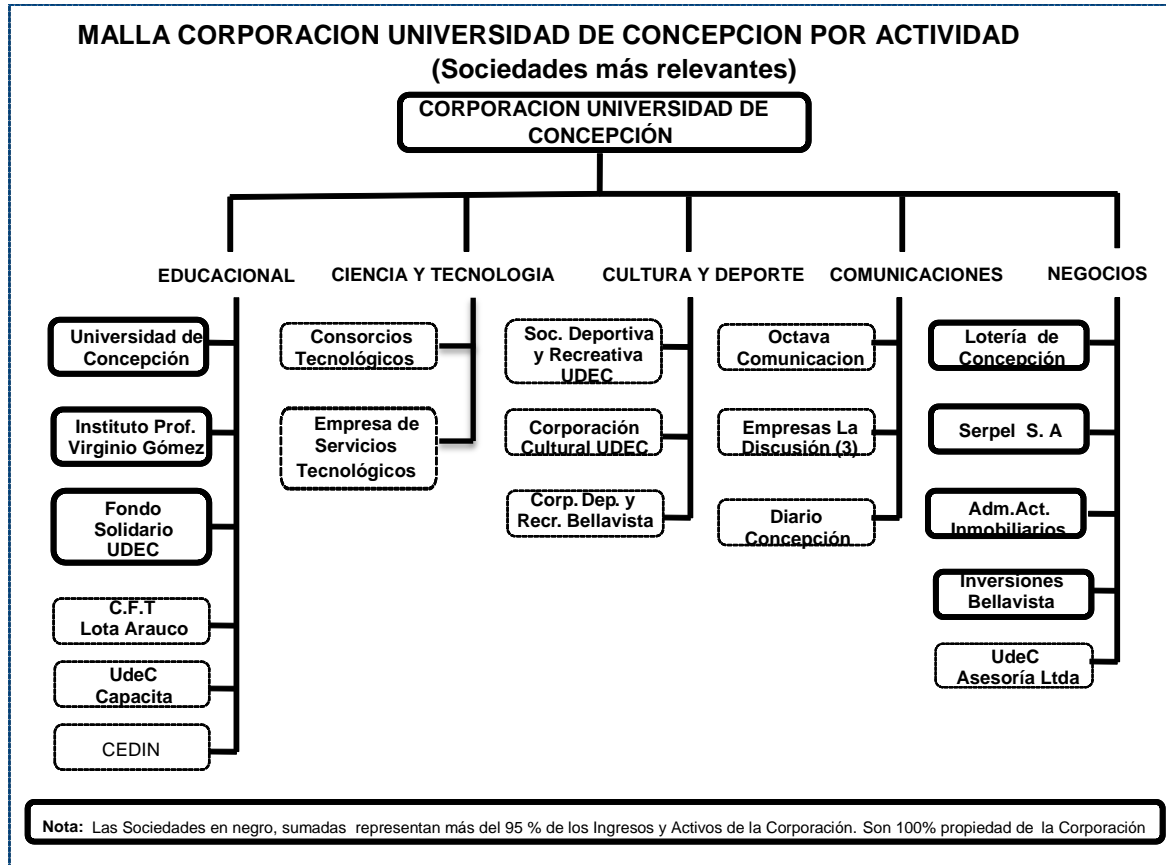 MALLA CORPORACION UNIVERSIDAD DE CONCEPCION POR ACTIVIDAD
(Sociedades más relevantes)
CORPORACION UNIVERSIDAD DE
CONCEPCIÓN
EDUCACIONAL
Universidad de
Concepción
Instituto Prof.
Virginio Gómez
Fondo
Solidario
UDEC
C.F.T
Lota Arauco
UdeC
Capacita
CEDIN
CIENCIA Y TECNOLOGIA
Consorcios
Tecnológicos
Empresa de
Servicios
Tecnológicos
CULTURA Y DEPORTE
Soc. Deportiva
y Recreativa
UDEC
Corporación
Cultural UDEC
Corp. Dep. y
Recr. Bellavista
COMUNICACIONES
Octava
Comunicacion
Empresas La
Discusión (3)
Diario
Concepción
NEGOCIOS
Lotería de
Concepción
Serpel S. A
Adm.Act.
Inmobiliarios
Inversiones
Bellavista
UdeC
Asesoría Ltda
Nota: Las Sociedades en negro, sumadas representan más del 95 % de los Ingresos y Activos de la Corporación. Son 100% propiedad de la Corporación